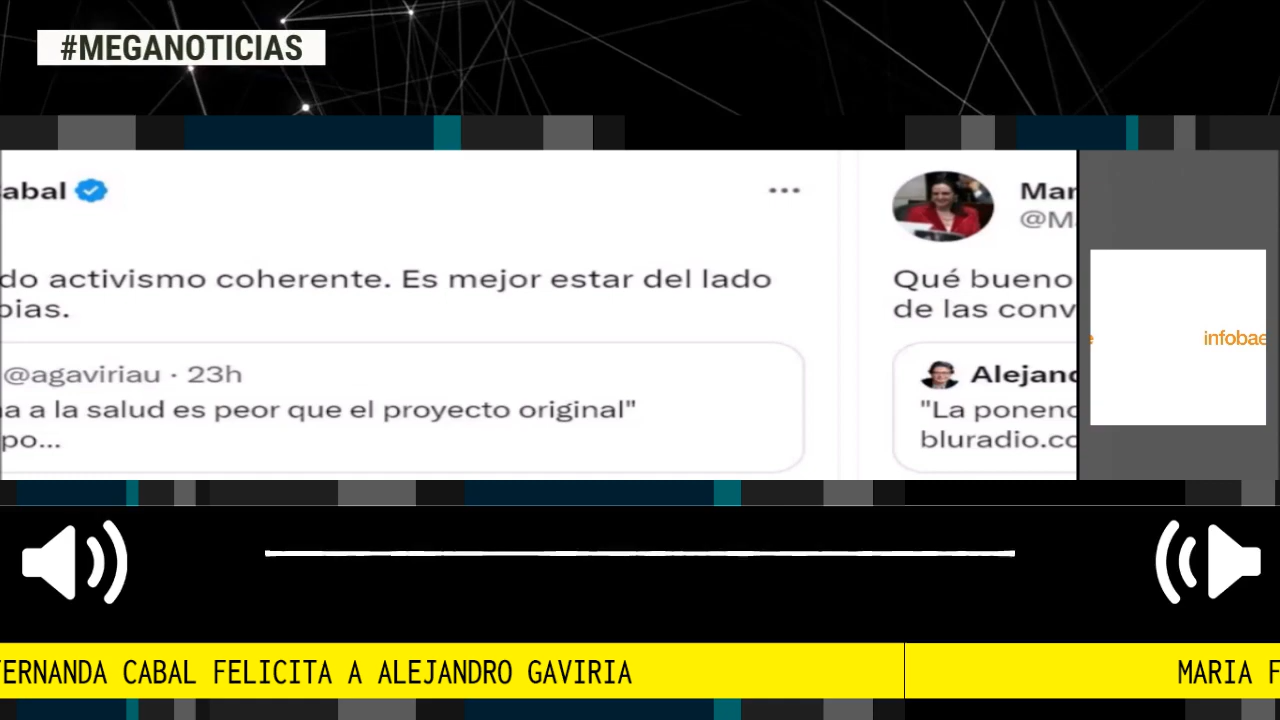 #MEGANOTICIAS
abal
do activismo coherente. Es mejor estar del lado
bias.
@agaviriau · 23h
a a la salud es peor que el proyecto original"
po...
Mar
@M
Qué bueno
de las conv
Alejand
"La ponenc
bluradio.co
e
infobae
FERNANDA CABAL FELICITA A ALEJANDRO GAVIRIA
MARIA F